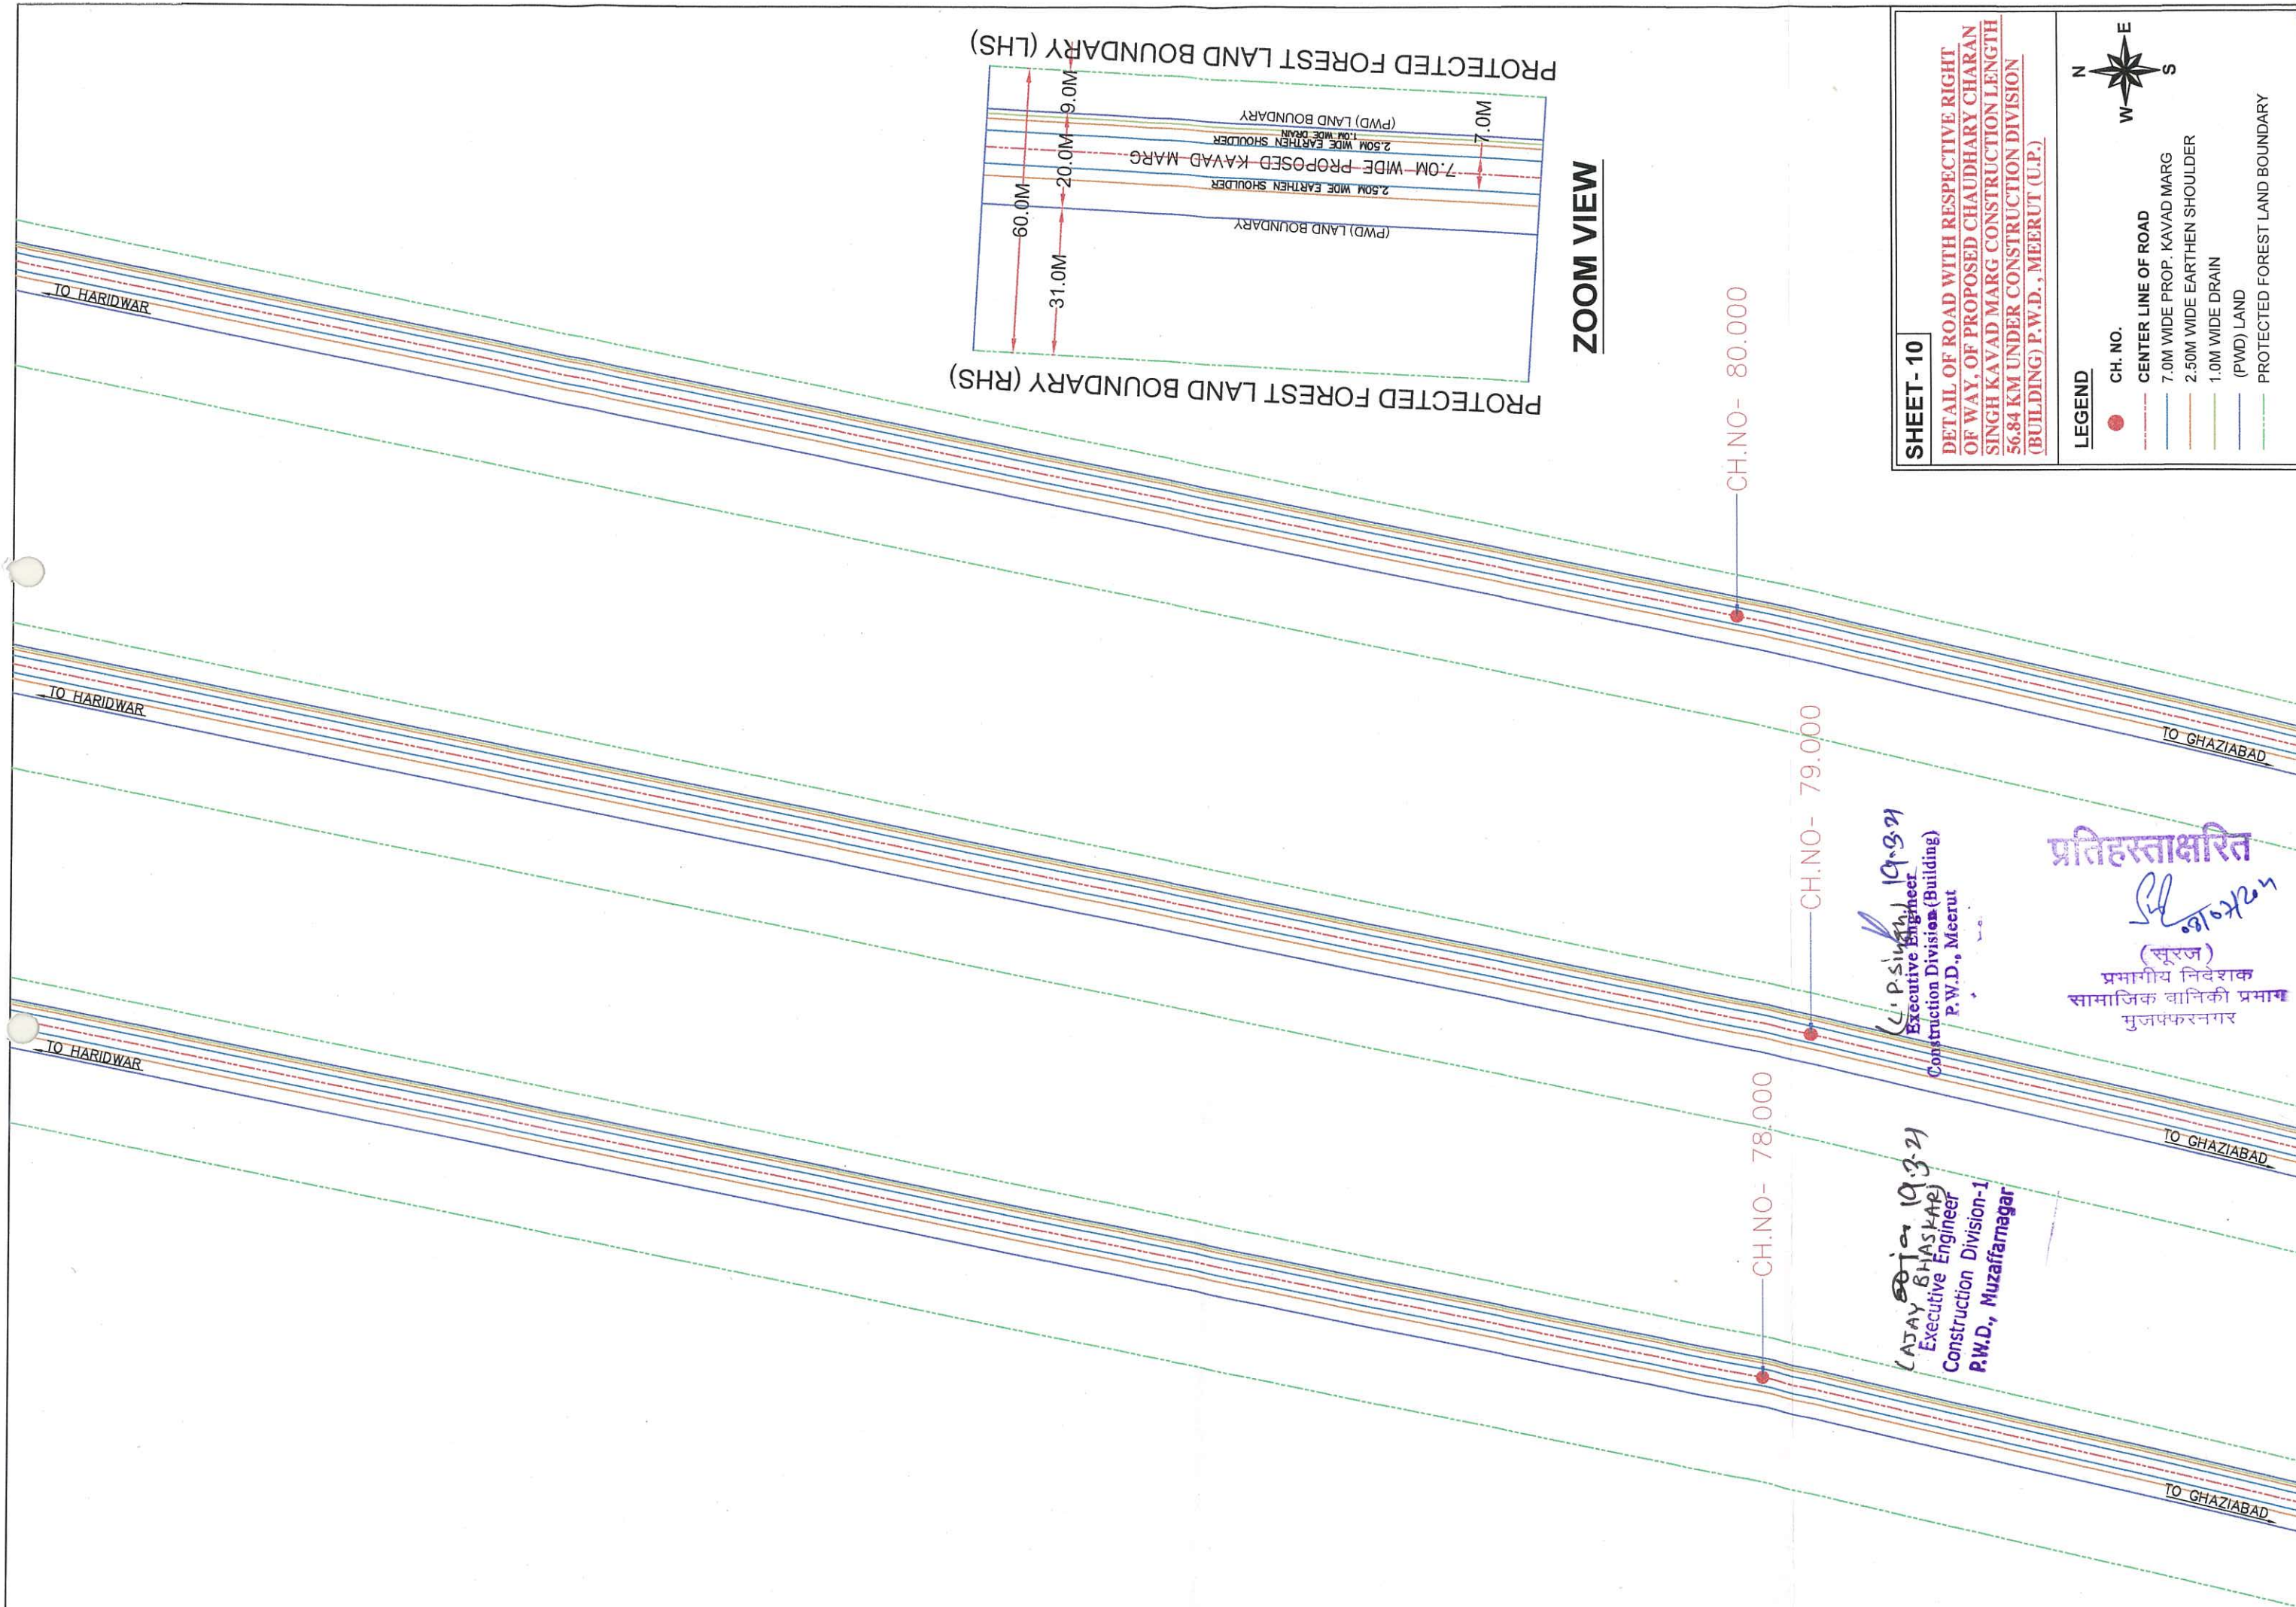 SHEET- 10
DETAIL OF ROAD WITH RESPECTIVE RIGHT
OF WAY, OF PROPOSED CHAUDHARY CHARAN
SINGH KAVAD MARG CONSTRUCTION LENGTH
56.84 KM UNDER CONSTRUCTION DIVISION
(BUILDING) P.W.D. , MEERUT (U.P.)
LEGEND
N
E
S
W
CH. NO.
CENTER LINE OF ROAD
7.0M WIDE PROP. KAVAD MARG
2.50M WIDE EARTHEN SHOULDER
1.0M WIDE DRAIN
(PWD) LAND
PROTECTED FOREST LAND BOUNDARY
PROTECTED FOREST LAND BOUNDARY (LHS)
60.0M
9.0M
20.0M
31.0M
7.0M
(PWD) LAND BOUNDARY
1.0M WIDE DRAIN
2.50M WIDE EARTHEN SHOULDER
7.0M WIDE PROPOSED KAVAD MARG
2.50M WIDE EARTHEN SHOULDER
(PWD) LAND BOUNDARY
PROTECTED FOREST LAND BOUNDARY (RHS)
ZOOM VIEW
TO HARIDWAR
CH.NO- 80.000
TO GHAZIABAD
TO HARIDWAR
CH.NO- 79.000
TO GHAZIABAD
TO HARIDWAR
CH.NO- 78.000
TO GHAZIABAD
19.3.21
Executive Engineer
Construction Division (Building)
P.W.D., Meerut
19.3.21
(AJAY BHASKAR)
Executive Engineer
Construction Division-1
P.W.D., Muzaffarnagar
प्रतिहस्ताक्षरित
(सूरज)
प्रभागीय निदेशक
सामाजिक वानिकी प्रभाग
मुजफ्फरनगर